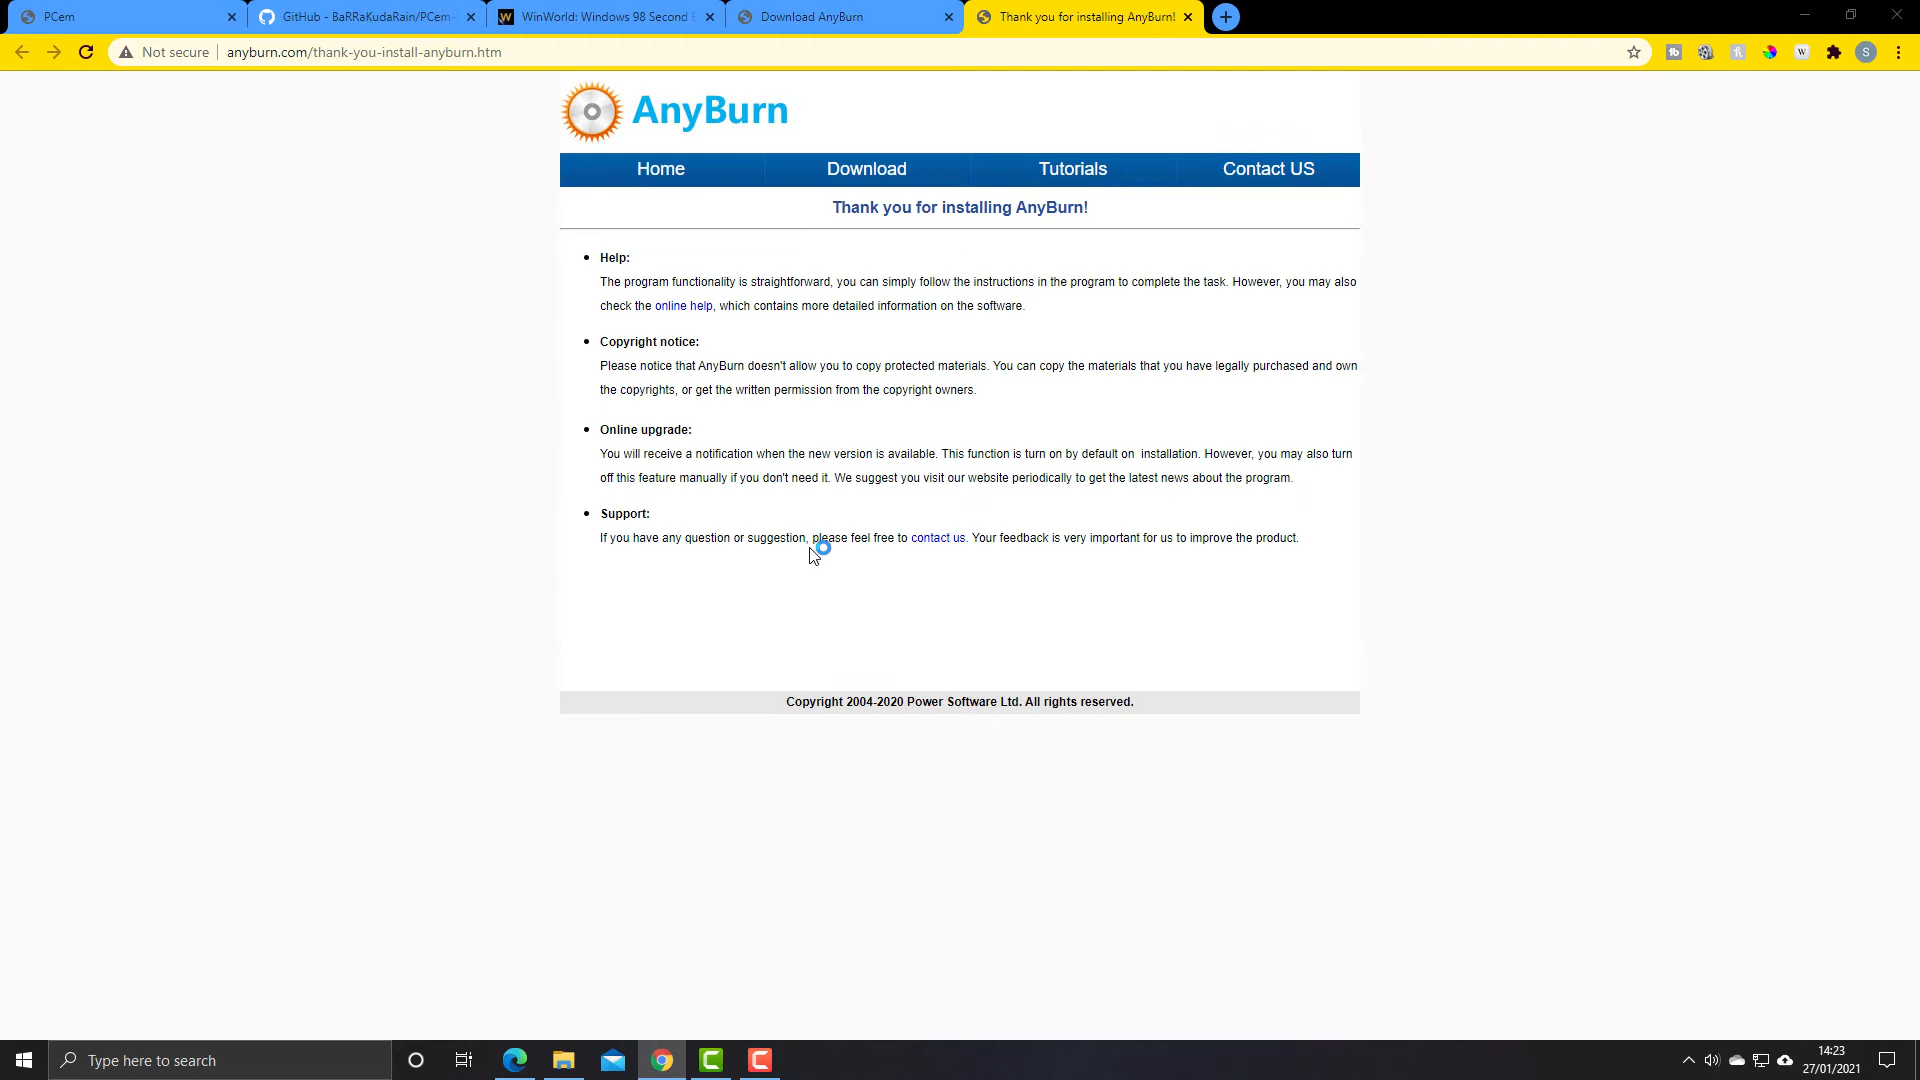 PCem
GitHub - BaRRaKudaRain/PCem-
WinWorld: Windows 98 Second E
Download AnyBurn
Thank you for installing AnyBurn!
Not secure
anyburn.com/thank-you-install-anyburn.htm
S
AnyBurn
Home
Download
Tutorials
Contact US
Thank you for installing AnyBurn!
Help:
The program functionality is straightforward, you can simply follow the instructions in the program to complete the task. However, you may also
check the online help, which contains more detailed information on the software.
Copyright notice:
Please notice that AnyBurn doesn't allow you to copy protected materials. You can copy the materials that you have legally purchased and own
the copyrights, or get the written permission from the copyright owners.
Online upgrade:
You will receive a notification when the new version is available. This function is turn on by default on installation. However, you may also turn
off this feature manually if you don't need it. We suggest you visit our website periodically to get the latest news about the program.
Support:
If you have any question or suggestion, please feel free to contact us. Your feedback is very important for us to improve the product.
Copyright 2004-2020 Power Software Ltd. All rights reserved.
Type here to search
14:23
27/01/2021